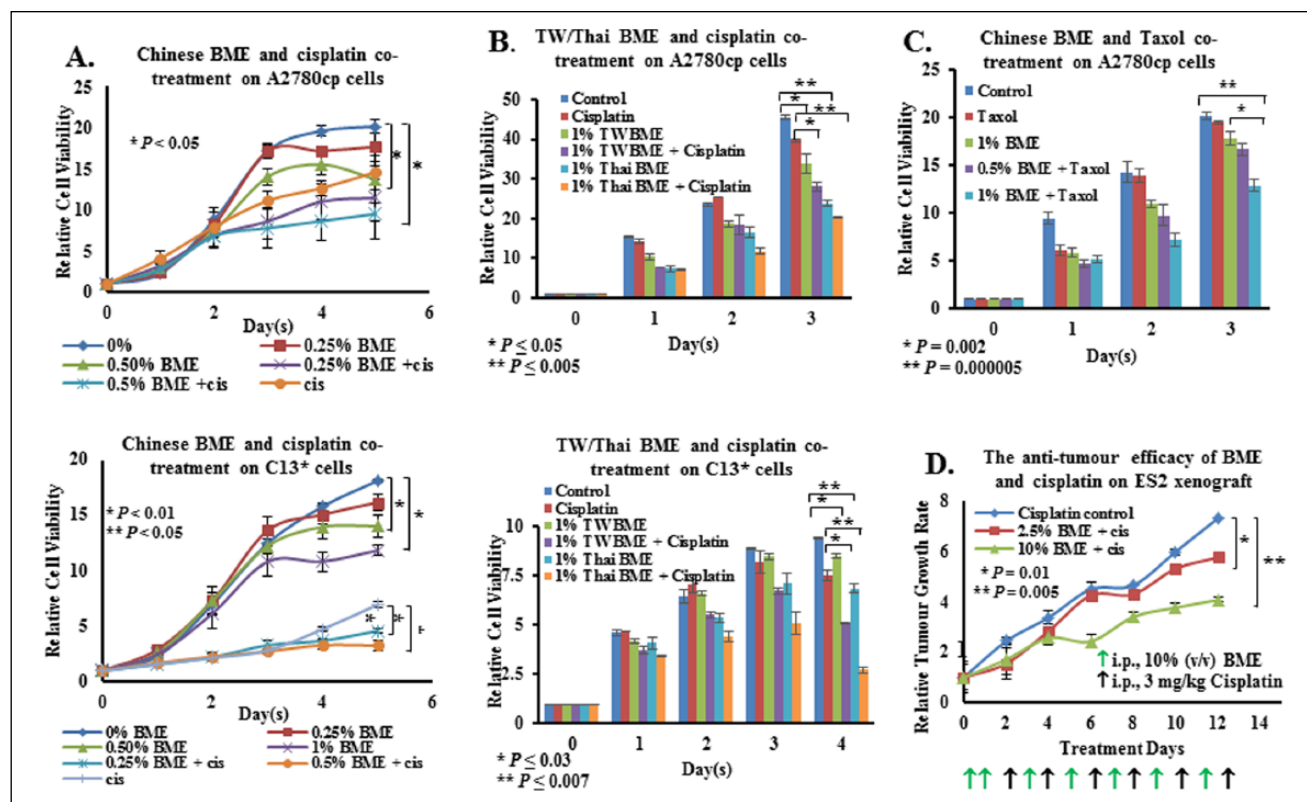 A.
Chinese BME and cisplatin co-
treatment on A2780cp cells
* P < 0.05
Relative Cell Viability
25
20
15
10
5
0
0
2
4
6
*
*
Day(s)
0%
0.25% BME
0.50% BME
0.25% BME +cis
0.5% BME +cis
cis
B.
TW/Thai BME and cisplatin co-
treatment on A2780cp cells
Relative Cell Viability
50
40
30
20
10
0
Control
Cisplatin
1% TWBME
1% TWBME + Cisplatin
1% Thai BME
1% Thai BME + Cisplatin
**
*
**
*
0
1
2
3
Day(s)
* P ≤ 0.05
** P ≤ 0.005
C.
Chinese BME and Taxol co-
treatment on A2780cp cells
Relative Cell Viability
25
20
15
10
5
0
Control
Taxol
1% BME
0.5% BME + Taxol
1% BME + Taxol
**
*
0
1
2
3
Day(s)
* P = 0.002
** P = 0.000005
Chinese BME and cisplatin co-
treatment on C13* cells
* P < 0.01
** P < 0.05
Relative Cell Viability
20
15
10
5
0
0
2
4
6
*
*
*
*
Day(s)
0% BME
0.25% BME
0.50% BME
1% BME
0.25% BME + cis
0.5% BME + cis
cis
TW/Thai BME and cisplatin co-
treatment on C13* cells
Relative Cell Viability
10
7.5
5
2.5
0
Control
Cisplatin
1% TWBME
1% TWBME + Cisplatin
1% Thai BME
1% Thai BME + Cisplatin
**
*
**
*
0
1
2
3
4
Day(s)
* P ≤ 0.03
** P ≤ 0.007
D.
The anti-tumour efficacy of BME
and cisplatin on ES2 xenograft
Relative Tumour Growth Rate
8
6
4
2
0
Cisplatin control
2.5% BME + cis
10% BME + cis
* P = 0.01
** P = 0.005
*
**
↑i.p., 10% (v/v) BME
↑i.p., 3 mg/kg Cisplatin
0
2
4
6
8
10
12
14
Treatment Days